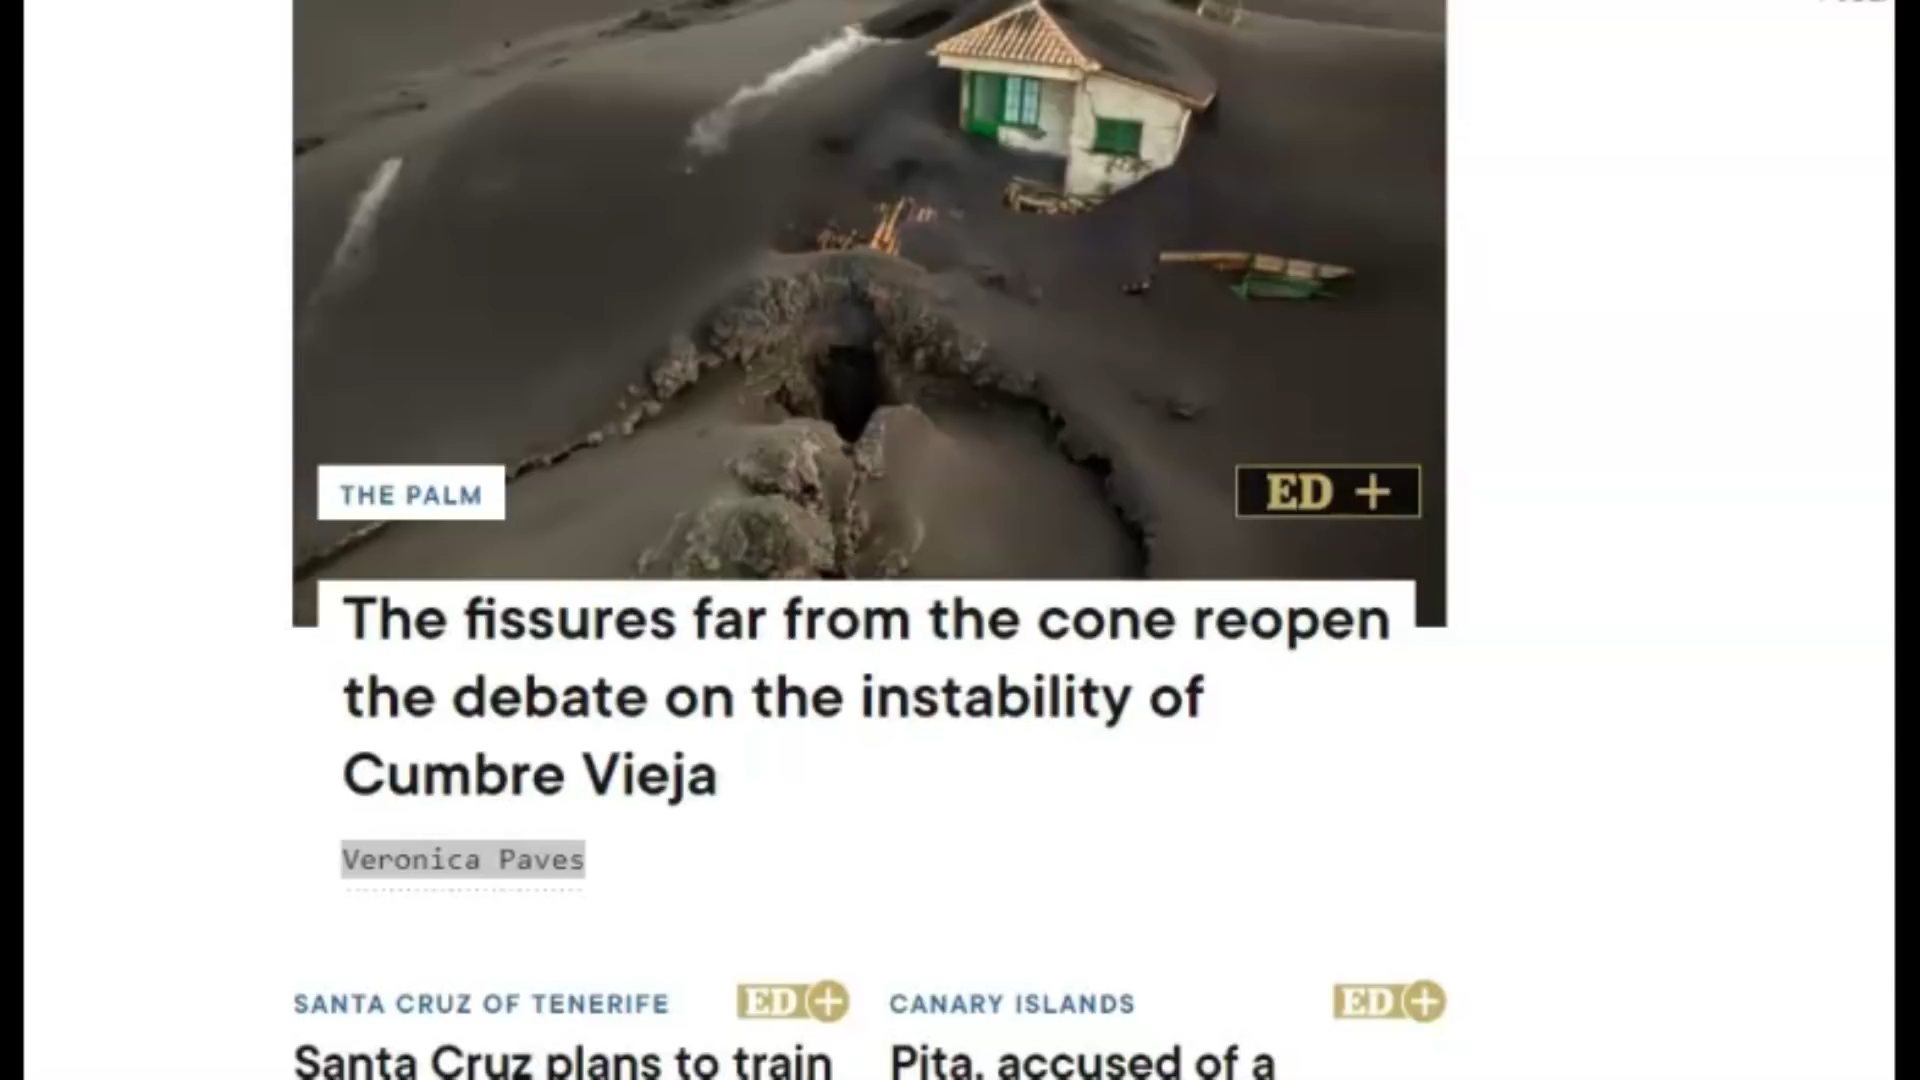 THE PALM
ED +
The fissures far from the cone reopen
the debate on the instability of
Cumbre Vieja
Veronica Paves
SANTA CRUZ OF TENERIFE
ED +
CANARY ISLANDS
ED +
Santa Cruz plans to train
Pita, accused of a